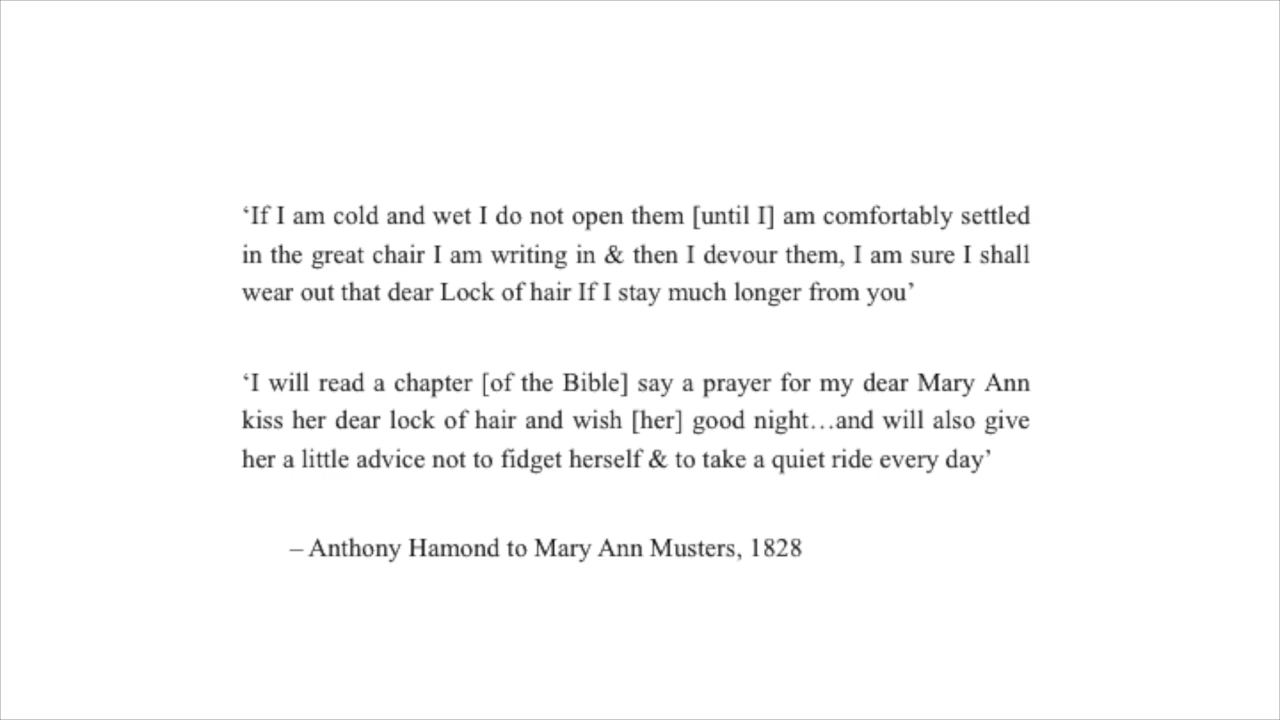 ‘If I am cold and wet I do not open them [until I] am comfortably settled
in the great chair I am writing in & then I devour them, I am sure I shall
wear out that dear Lock of hair If I stay much longer from you’
‘I will read a chapter [of the Bible] say a prayer for my dear Mary Ann
kiss her dear lock of hair and wish [her] good night…and will also give
her a little advice not to fidget herself & to take a quiet ride every day’
– Anthony Hamond to Mary Ann Musters, 1828